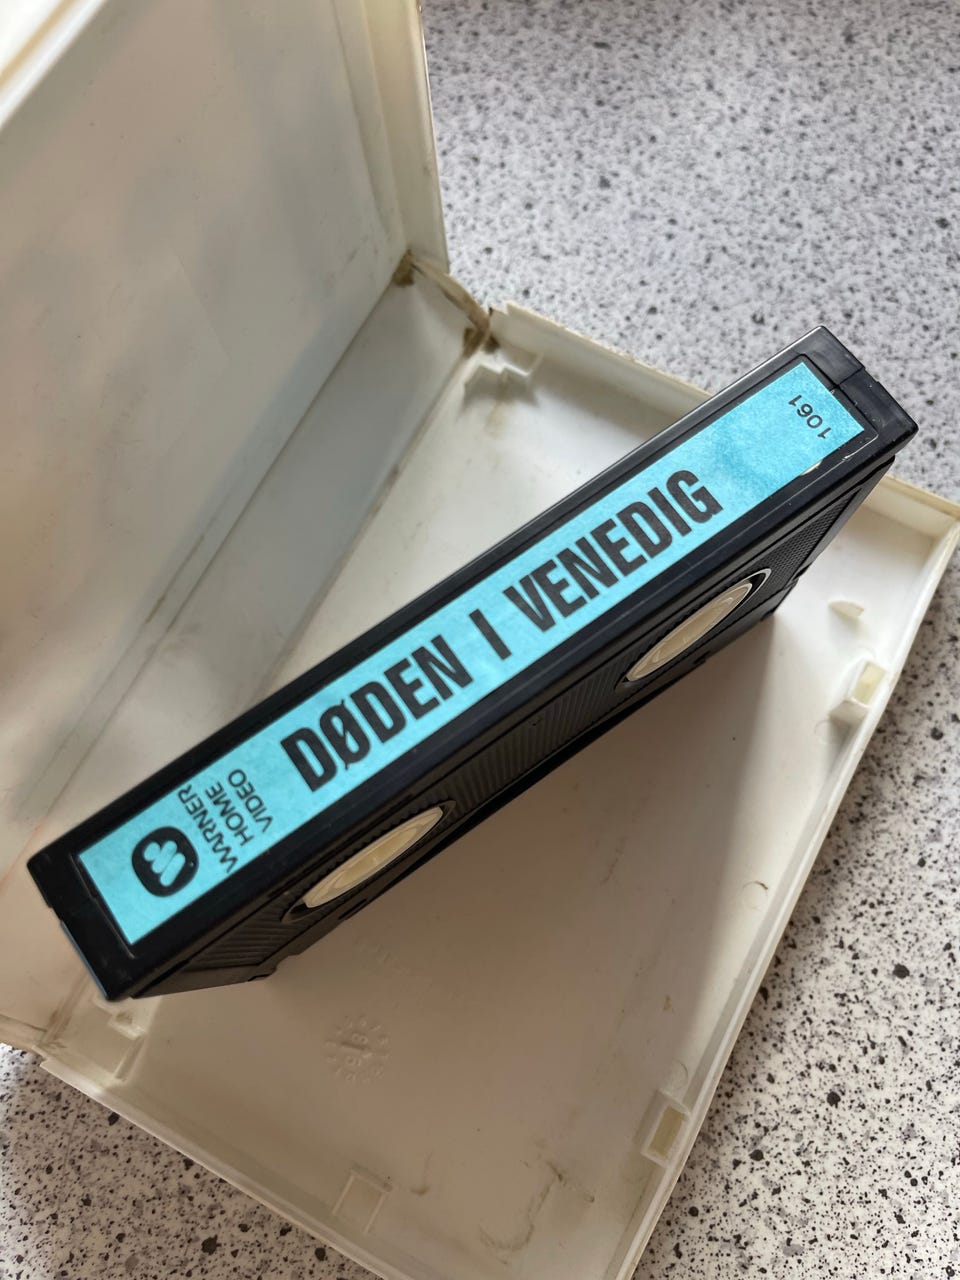 WARNER
HOME
VIDEO
DØDEN I VENEDIG
1061